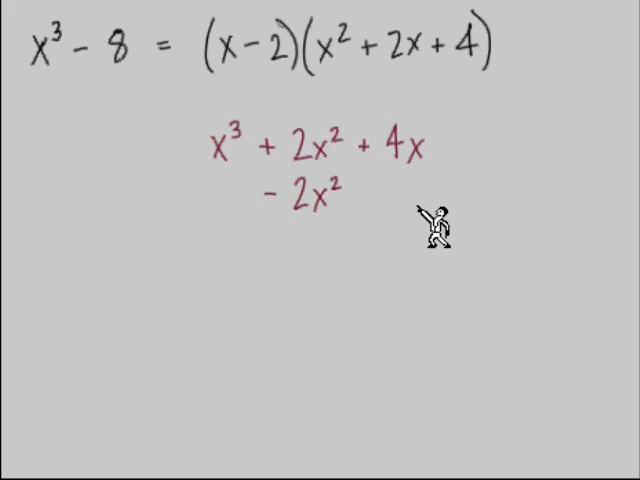 x³ - 8 = (x - 2)(x² + 2x + 4)
x³ + 2x² + 4x
- 2x²